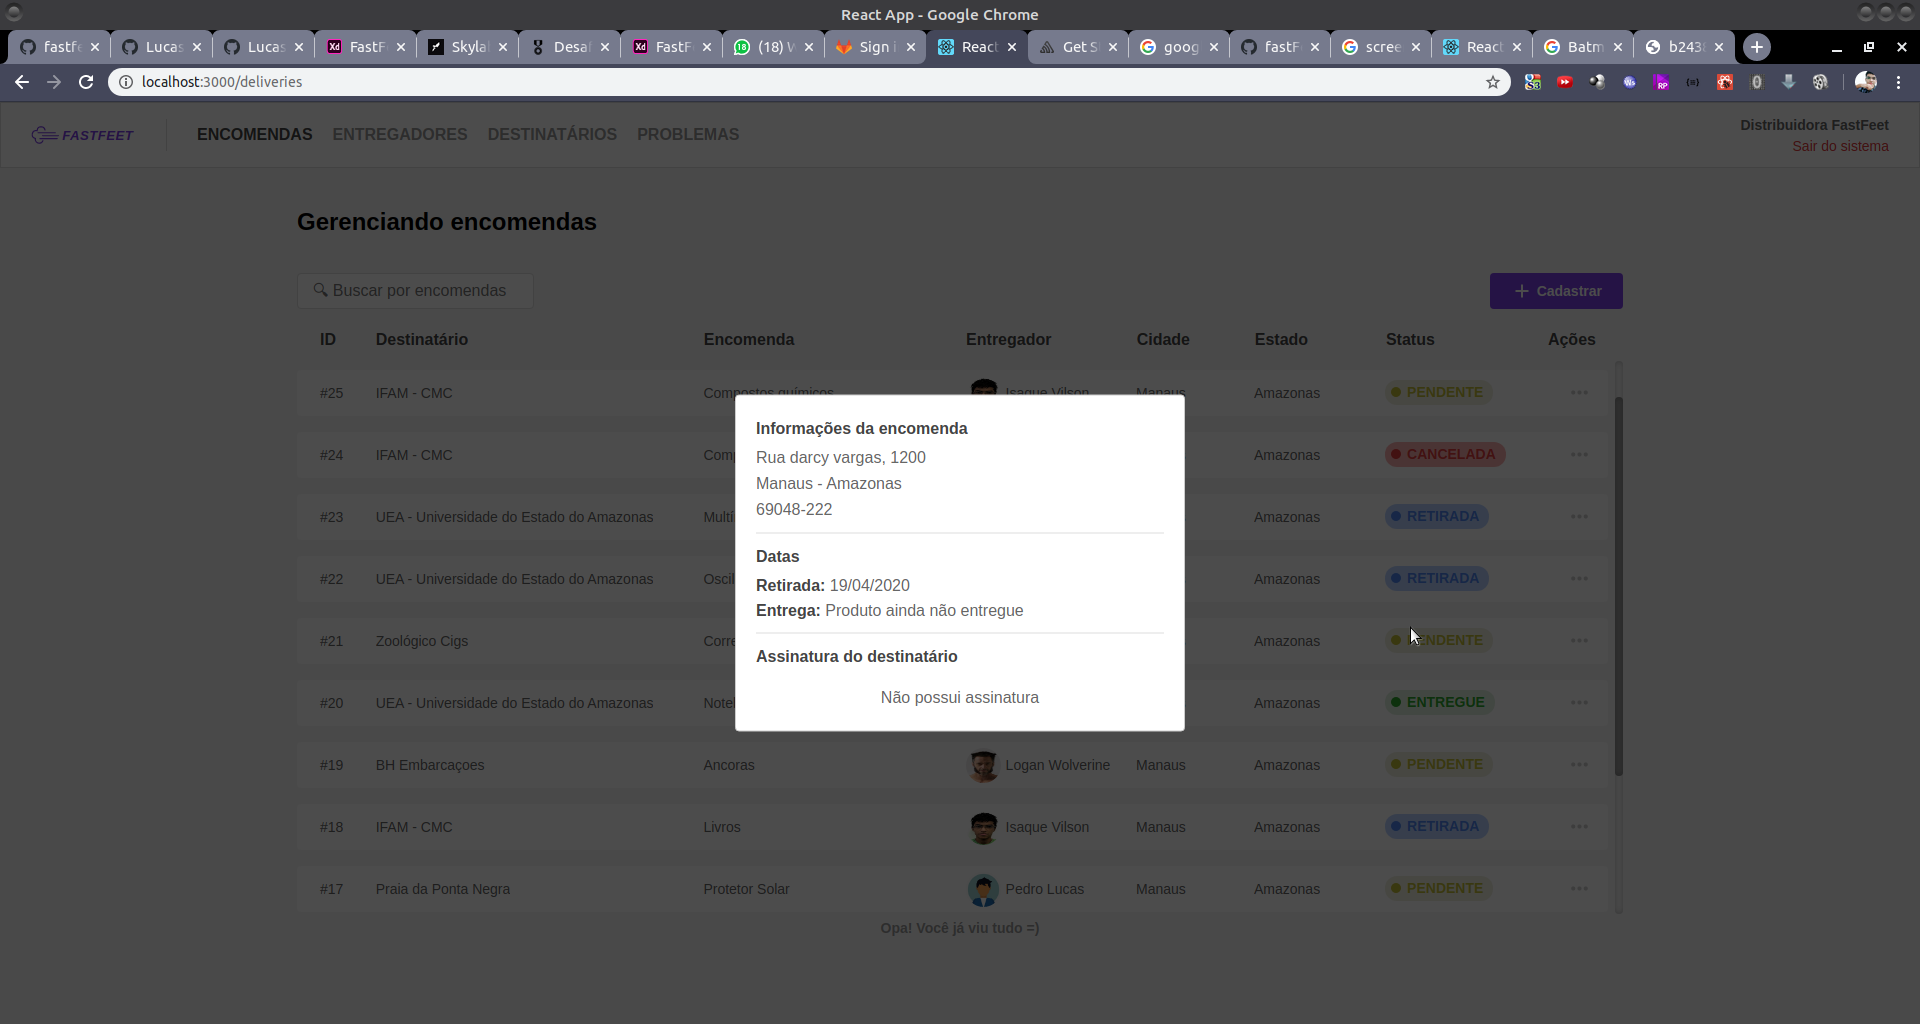 React App - Google Chrome
fastfe
Lucas
Lucas
FastF
Skyla
Desa
FastF
(18) W
Sign i
React
Get S
goog
fastF
scree
React
Batm
b243
localhost:3000/deliveries
FASTFEET
ENCOMENDAS ENTREGADORES DESTINATÁRIOS PROBLEMAS
Distribuidora FastFeet
Sair do sistema
Gerenciando encomendas
Buscar por encomendas
Cadastrar
ID Destinatário Encomenda Entregador Cidade Estado Status Ações
#25 IFAM - CMC Compostos químicos Isaque Vilson Manaus Amazonas PENDENTE
#24 IFAM - CMC Com Amazonas CANCELADA
#23 UEA - Universidade do Estado do Amazonas Mult Amazonas RETIRADA
#22 UEA - Universidade do Estado do Amazonas Oscil Amazonas RETIRADA
#21 Zoológico Cigs Corre Amazonas PENDENTE
#20 UEA - Universidade do Estado do Amazonas Note Amazonas ENTREGUE
#19 BH Embarcaçoes Ancoras Logan Wolverine Manaus Amazonas PENDENTE
#18 IFAM - CMC Livros Isaque Vilson Manaus Amazonas RETIRADA
#17 Praia da Ponta Negra Protetor Solar Pedro Lucas Manaus Amazonas PENDENTE
Opa! Você já viu tudo =)
Informações da encomenda
Rua darcy vargas, 1200
Manaus - Amazonas
69048-222
Datas
Retirada: 19/04/2020
Entrega: Produto ainda não entregue
Assinatura do destinatário
Não possui assinatura